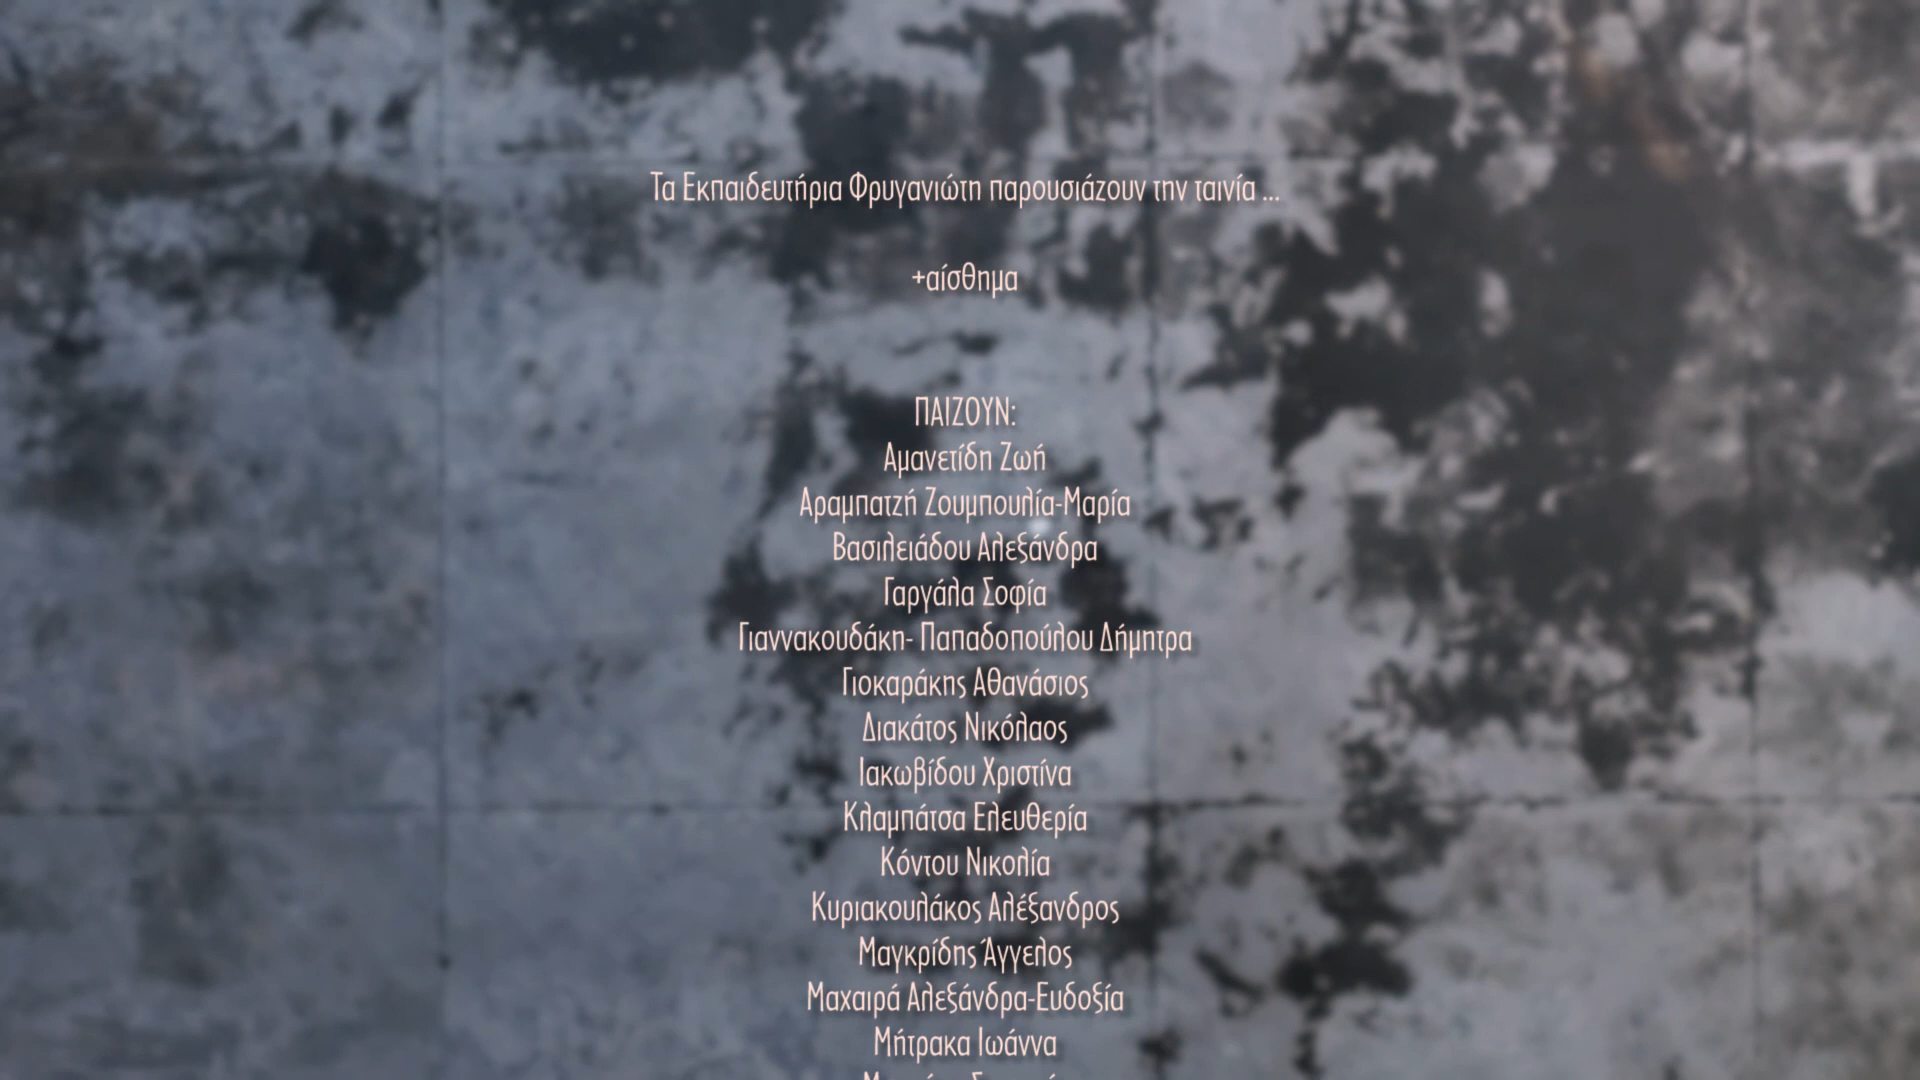 Τα Εκπαιδευτήρια Φρυγανιώτη παρουσιάζουν την ταινία ...
+αίσθημα
ΠΑΙΖΟΥΝ:
Αμανετίδη Ζωή
Αραμπατζή Ζουμπουλία-Μαρία
Βασιλειάδου Αλεξάνδρα
Γαργάλα Σοφία
Γιαννακουδάκη- Παπαδοπούλου Δήμητρα
Γιοκαράκης Αθανάσιος
Διακάτος Νικόλαος
Ιακωβίδου Χριστίνα
Κλαμπάτσα Ελευθερία
Κόντου Νικολία
Κυριακουλάκος Αλέξανδρος
Μαγκρίδης Άγγελος
Μαχαιρά Αλεξάνδρα-Ευδοξία
Μήτρακα Ιωάννα